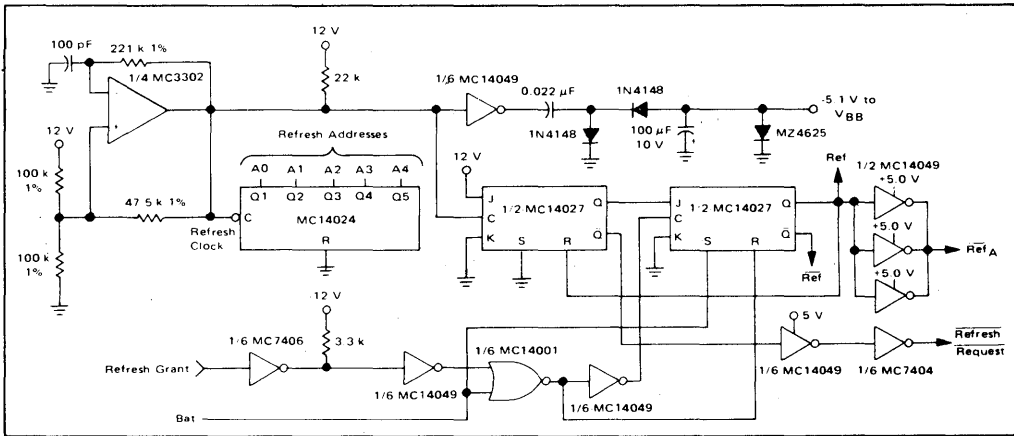 100 pF
221 k 1%
1/4 MC3302
+
12 V
22 k
1/6 MC14049
0.022 μF
1N4148
1N4148
100 μF
10 V
+
MZ4625
-5.1 V to
VBB
12 V
100 k
1%
47 5 k 1%
100 k
1%
Refresh Addresses
A0 A1 A2 A3 A4
Q1 Q2 Q3 Q4 Q5
C MC14024
R
Refresh
Clock
12 V
J Q
1/2-MC14027
C
K Q̄
S R
J Q
1/2-MC14027
C
K Q̄
S R
Ref
R̅e̅f̅
1/2 MC14049
+5.0 V
+5.0 V
+5.0 V
R̅e̅f̅ A
12 V
3.3 k
1/6 MC7406
Refresh Grant
1/6 MC14049
1/6 MC14001
1/6 MC14049
Bat
5 V
1/6 MC14049
1/6 MC7404
R̅e̅f̅r̅e̅s̅h̅
R̅e̅q̅u̅e̅s̅t̅